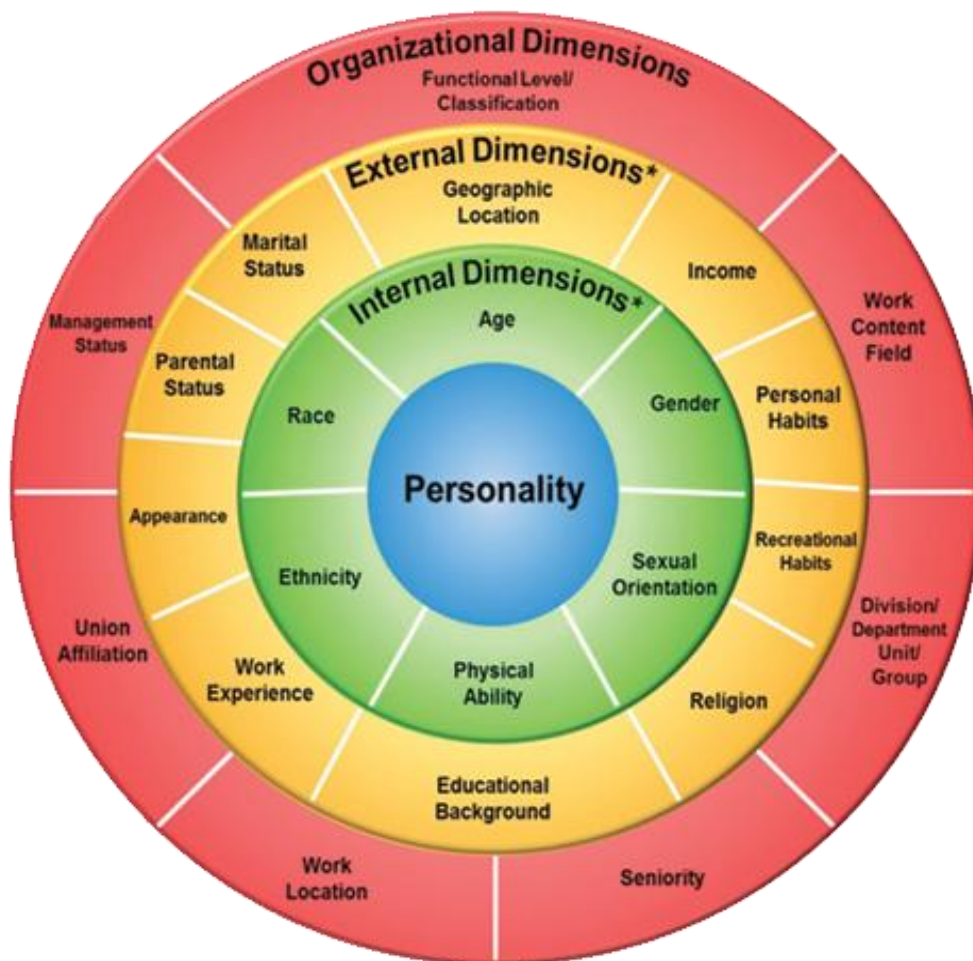 Organizational Dimensions
Functional Level/
Classification
External Dimensions*
Geographic
Location
Marital
Status
Income
Internal Dimensions*
Age
Management
Status
Work
Content
Field
Parental
Status
Personal
Habits
Race
Gender
Personality
Appearance
Recreational
Habits
Ethnicity
Sexual
Orientation
Union
Affiliation
Division/
Department
Unit/
Group
Work
Experience
Physical
Ability
Religion
Educational
Background
Work
Location
Seniority